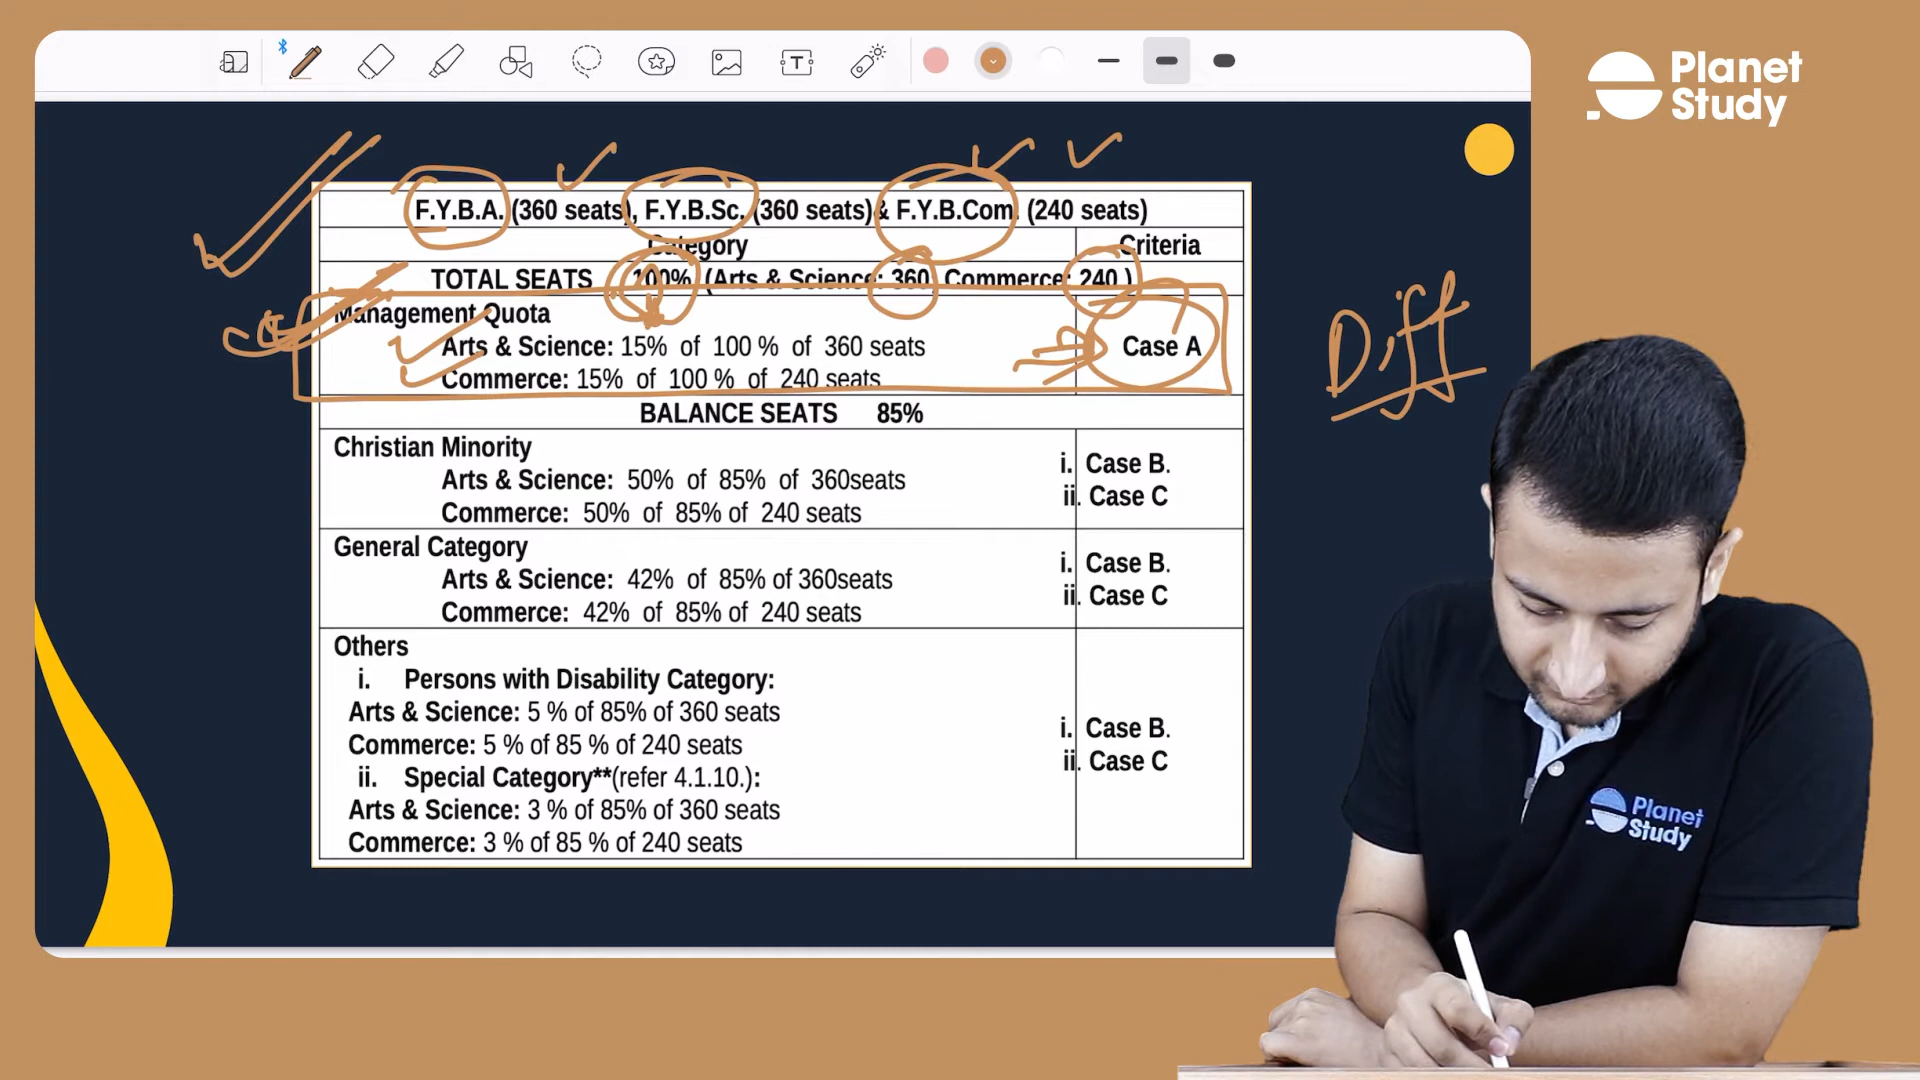 Planet
Study
T
F.Y.B.A. (360 seats), F.Y.B.Sc. (360 seats)& F.Y.B.Com. (240 seats)
Category Criteria
TOTAL SEATS 100% (Arts & Science: 360, Commerce: 240 )
Management Quota
Arts & Science: 15% of 100 % of 360 seats
Commerce: 15% of 100 % of 240 seats
Case A
Diff
BALANCE SEATS 85%
Christian Minority
Arts & Science: 50% of 85% of 360seats
Commerce: 50% of 85% of 240 seats
i. Case B.
ii. Case C
General Category
Arts & Science: 42% of 85% of 360seats
Commerce: 42% of 85% of 240 seats
i. Case B.
ii. Case C
Others
i. Persons with Disability Category:
Arts & Science: 5 % of 85% of 360 seats
Commerce: 5 % of 85 % of 240 seats
ii. Special Category**(refer 4.1.10.):
Arts & Science: 3 % of 85% of 360 seats
Commerce: 3 % of 85 % of 240 seats
i. Case B.
ii. Case C
Planet
Study